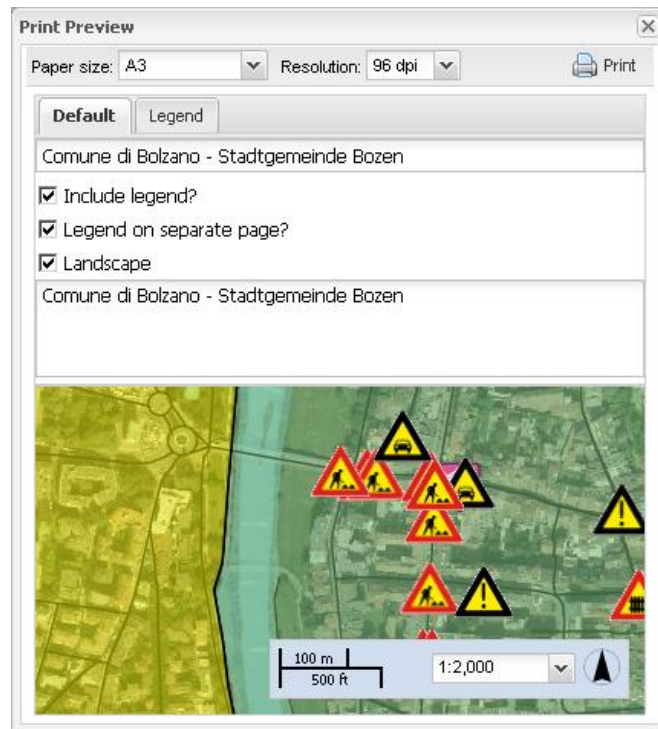 Print Preview
Paper size: A3 Resolution: 96 dpi Print
Default Legend
Comune di Bolzano - Stadtgemeinde Bozen
Include legend?
Legend on separate page?
Landscape
Comune di Bolzano - Stadtgemeinde Bozen
100 m
500 ft
1:2,000